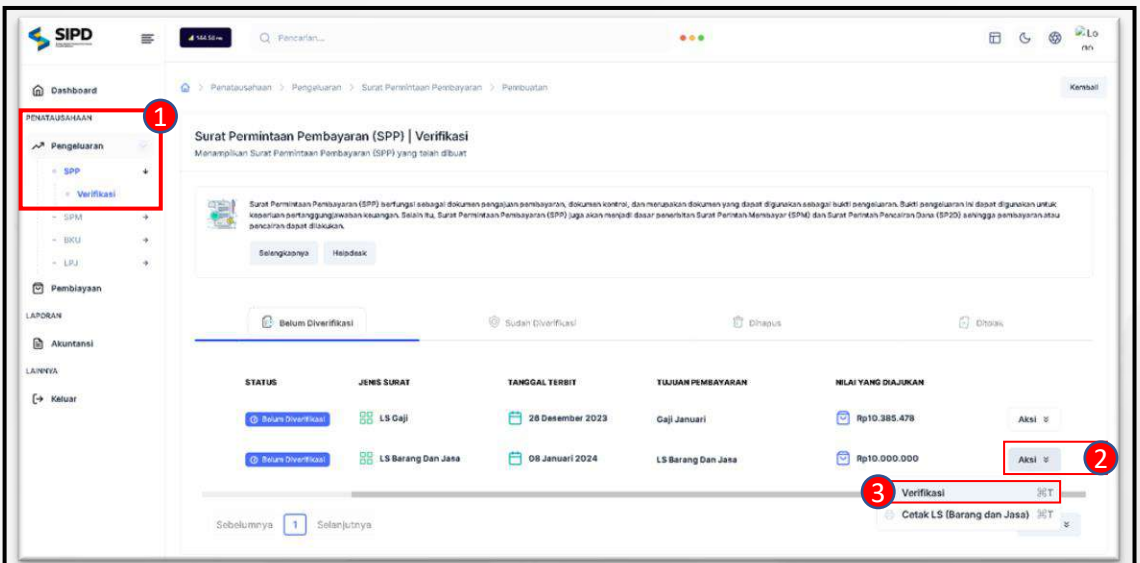 SIPD
Pencarian...
Dashboard
Penatausahaan > Pengeluaran > Surat Permintaan Pembayaran > Pembuatan
Kembali
PENATAUSAHAAN
1
Pengeluaran
SPP
Verifikasi
SPM
BKU
LPJ
Pembiayaan
LAPORAN
Akuntansi
LAINNYA
Keluar
Surat Permintaan Pembayaran (SPP) | Verifikasi
Menampilkan Surat Permintaan Pembayaran (SPP) yang telah dibuat
Surat Permintaan Pembayaran (SPP) berfungsi sebagai dokumen pengajuan pembayaran, dokumen kontrol, dan merupakan dokumen yang dapat digunakan sebagai bukti pengeluaran. Bukti pengeluaran ini dapat digunakan untuk
keperluan pertanggungjawaban keuangan. Selain itu, Surat Permintaan Pembayaran (SPP) juga akan menjadi dasar penerbitan Surat Perintah Membayar (SPM) dan Surat Perintah Pencairan Dana (SP2D) sehingga pembayaran atau
pencairan dapat dilakukan.
Selengkapnya Helpdesk
Belum Diverifikasi Sudah Diverifikasi Dihapus Ditolak
STATUS JENIS SURAT TANGGAL TERBIT TUJUAN PEMBAYARAN NILAI YANG DIAJUKAN
Belum Diverifikasi LS Gaji 28 Desember 2023 Gaji Januari Rp10.385.478 Aksi
Belum Diverifikasi LS Barang Dan Jasa 08 Januari 2024 LS Barang Dan Jasa Rp10.000.000 Aksi 2
3 Verifikasi ⌘T
Cetak LS (Barang dan Jasa) ⌘T
Sebelumnya 1 Selanjutnya